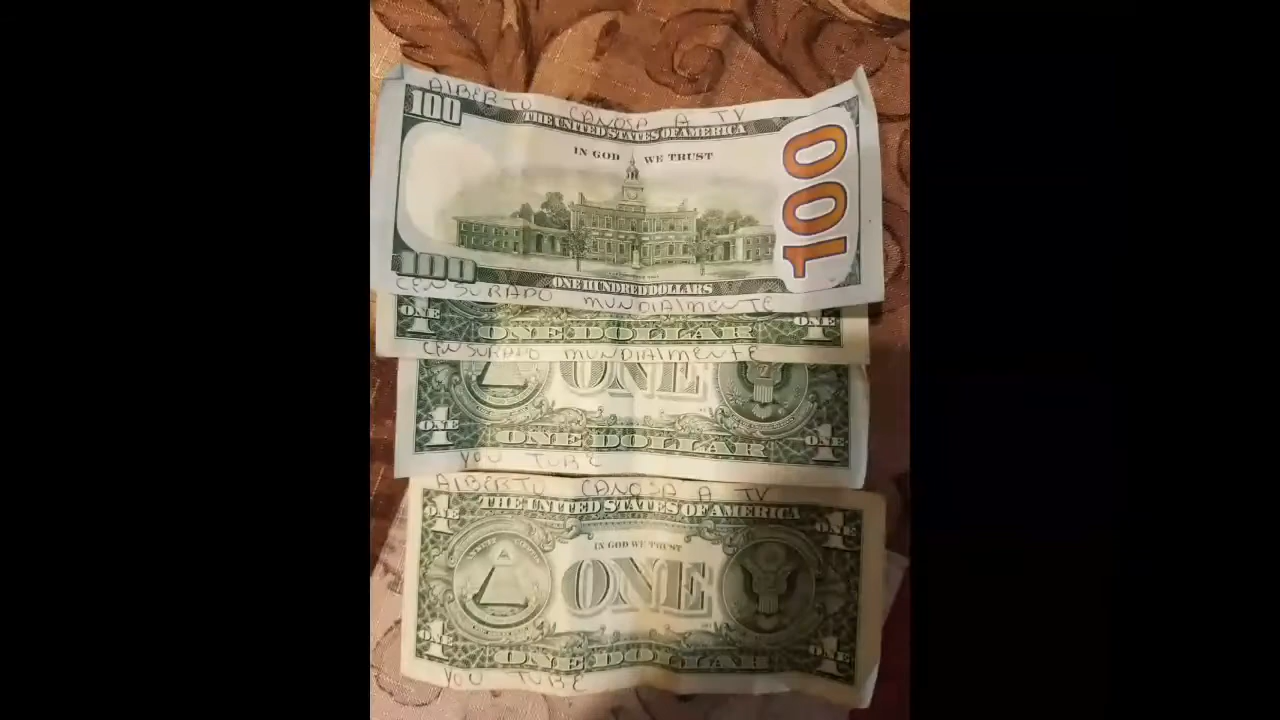 ALBERTO CANOSA A TV
100
THE UNITED STATES OF AMERICA
IN GOD WE TRUST
100
100
ONE HUNDRED DOLLARS
CENSURADO MUNDIALMENTE
ONE ONE DOLLAR ONE
CENSURADO MUNDIALMENTE
ONE
ONE ONE DOLLAR ONE
YOU TUBE
ALBERTO CANOSA A TV
THE UNITED STATES OF AMERICA
ONE ONE
IN GOD WE TRUST
ONE
ONE ONE DOLLAR ONE
YOU TUBE